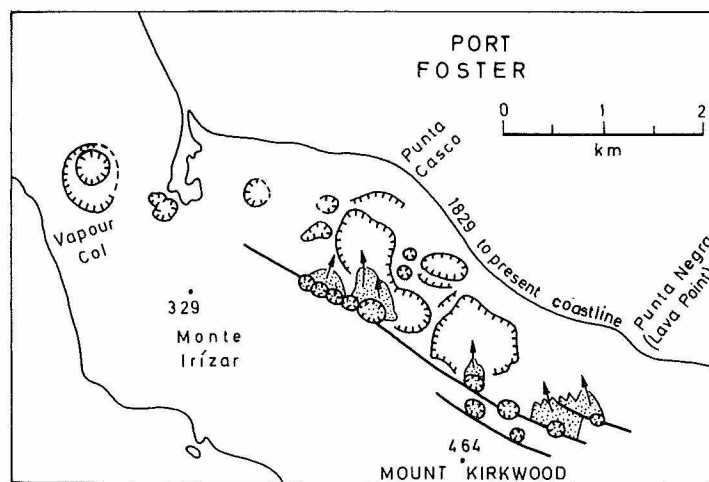 PORT
FOSTER
0 1 2
km
Punta
Casco
1829 to present coastline
Punta Negra
(Lava Point)
Vapour
Col
329
Monte
Irízar
464
MOUNT KIRKWOOD